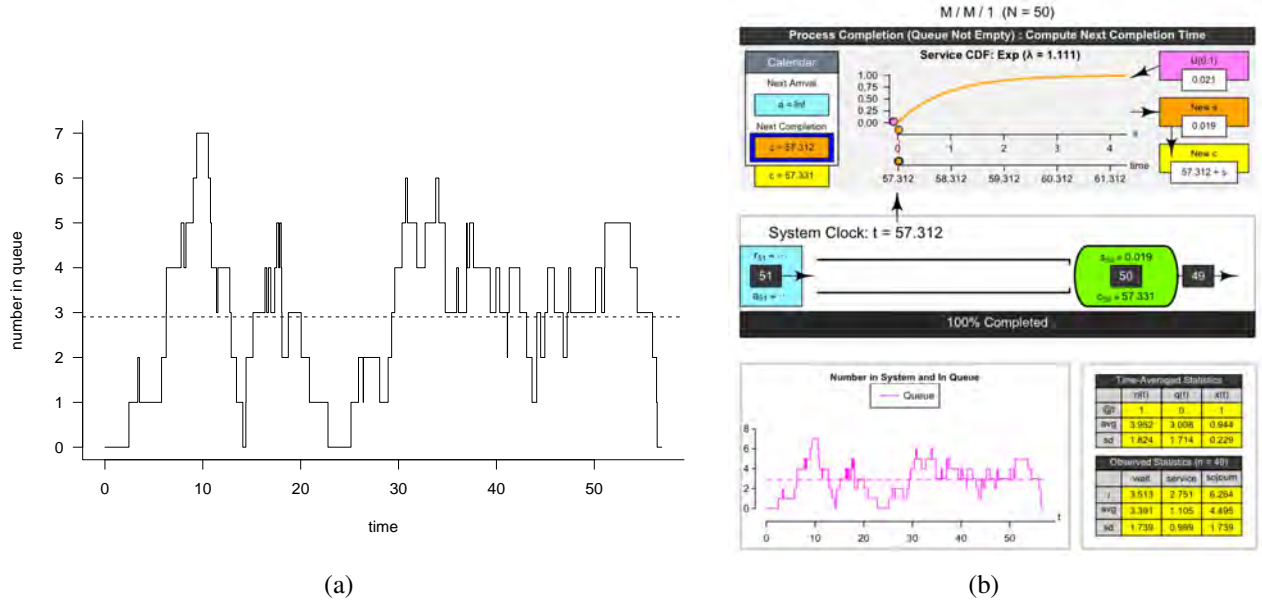 7
6
5
4
3
2
1
0
number in queue
0 10 20 30 40 50
time
(a)
M / M / 1 (N = 50)
Process Completion (Queue Not Empty) : Compute Next Completion Time
Calendar
Next Arrival
a = Inf
Next Completion
c = 57.312
c = 57.331
Service CDF: Exp (λ = 1.111)
1.00
0.75
0.50
0.25
0.00
0 1 2 3 4
time
57.312 58.312 59.312 60.312 61.312
U(0,1)
0.021
New s
0.019
New c
57.312 + s
System Clock: t = 57.312
r51 = ...
51
a51 = ...
s50 = 0.019
50
c50 = 57.331
49
100% Completed
Number in System and In Queue
Queue
8
6
4
2
0
t
0 10 20 30 40 50
Time-Averaged Statistics
n(t) q(t) x(t)
@t 1 0 1
avg 3.952 3.008 0.944
sd 1.824 1.714 0.229
Observed Statistics (n = 49)
wait service sojourn
i 3.513 2.751 6.264
avg 3.391 1.105 4.495
sd 1.739 0.999 1.739
(b)